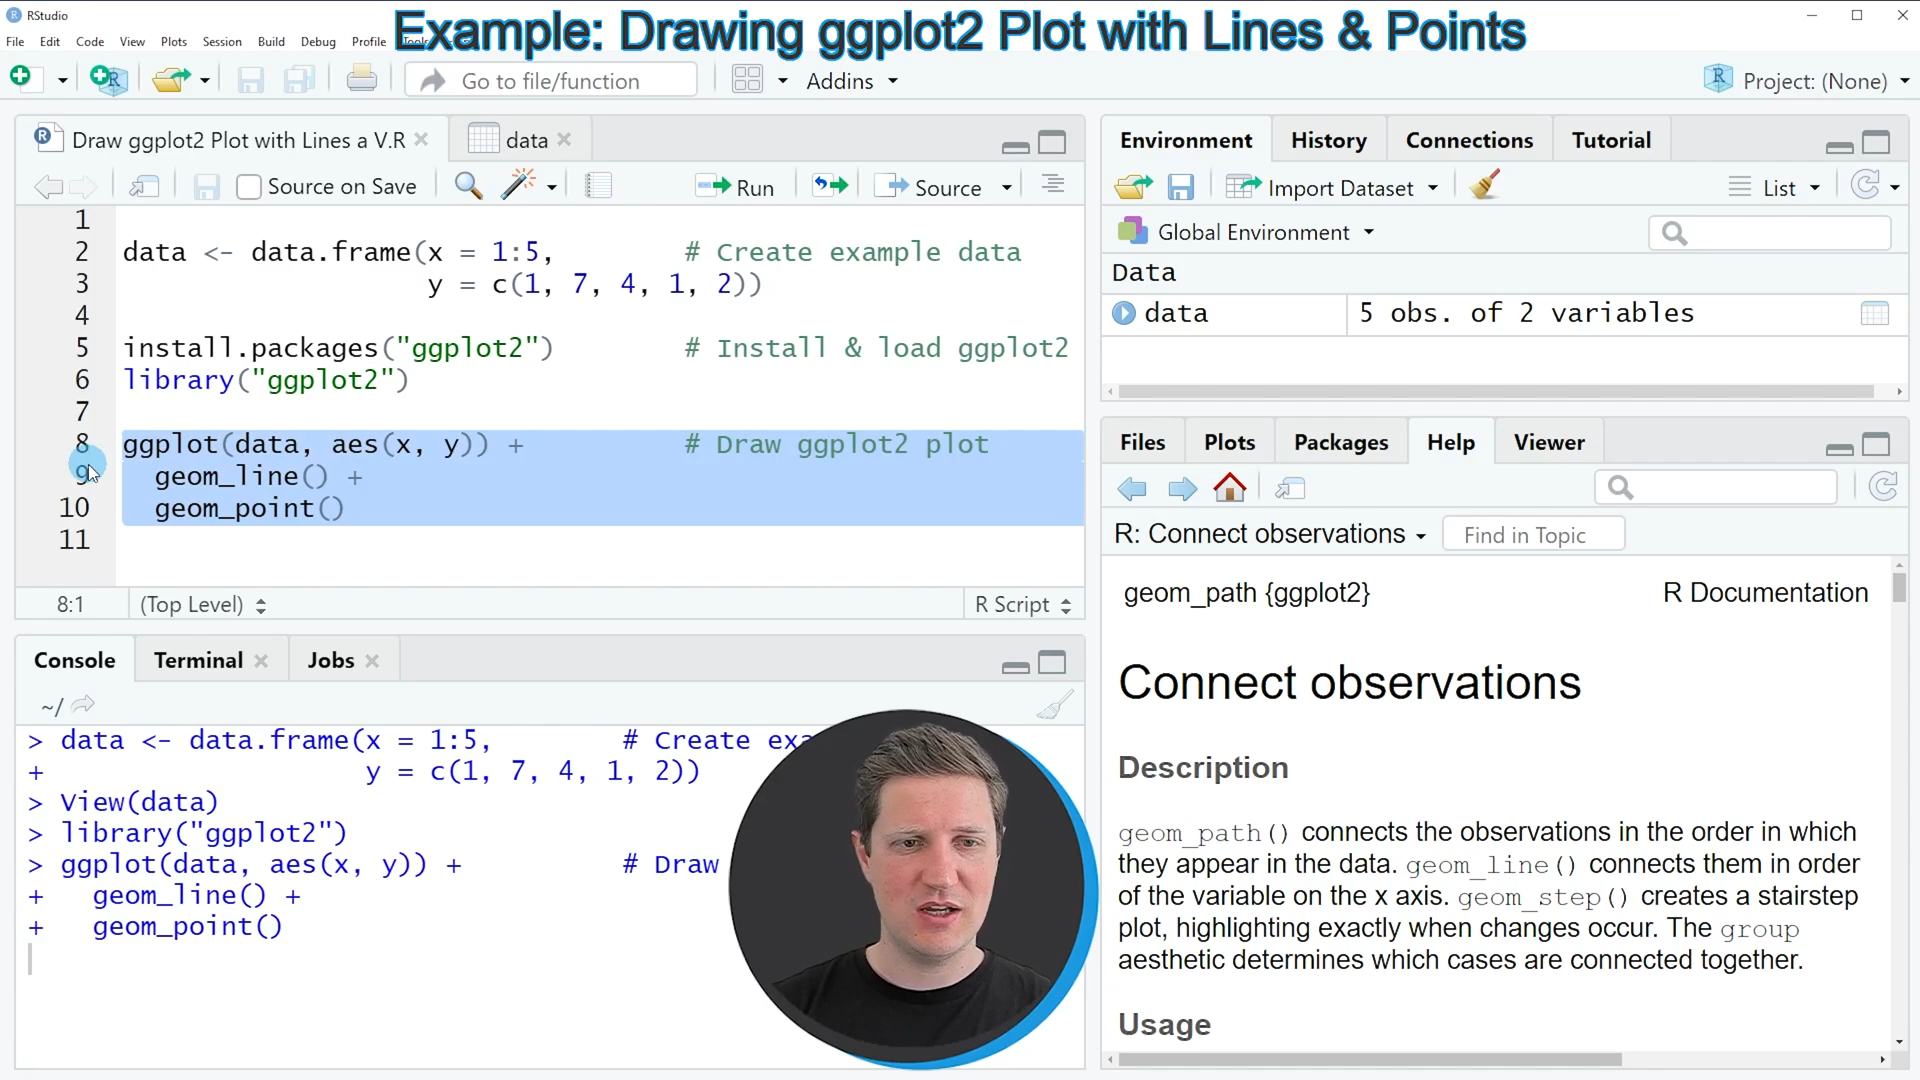 RStudio
Example: Drawing ggplot2 Plot with Lines & Points
File Edit Code View Plots Session Build Debug Profile
Go to file/function
Addins
Project: (None)
Draw ggplot2 Plot with Lines a V.R
data
Source on Save
Run
Source
1
2 data <- data.frame(x = 1:5, # Create example data
3 y = c(1, 7, 4, 1, 2))
4
5 install.packages("ggplot2") # Install & load ggplot2
6 library("ggplot2")
7
8 ggplot(data, aes(x, y)) + # Draw ggplot2 plot
9 geom_line() +
10 geom_point()
11
8:1 (Top Level) R Script
Console Terminal Jobs
~/
> data <- data.frame(x = 1:5, # Create exa
+ y = c(1, 7, 4, 1, 2))
> View(data)
> library("ggplot2")
> ggplot(data, aes(x, y)) + # Draw
+ geom_line() +
+ geom_point()
Environment History Connections Tutorial
Import Dataset
List
Global Environment
Data
data 5 obs. of 2 variables
Files Plots Packages Help Viewer
R: Connect observations Find in Topic
geom_path {ggplot2} R Documentation
Connect observations
Description
geom_path() connects the observations in the order in which
they appear in the data. geom_line() connects them in order
of the variable on the x axis. geom_step() creates a stairstep
plot, highlighting exactly when changes occur. The group
aesthetic determines which cases are connected together.
Usage